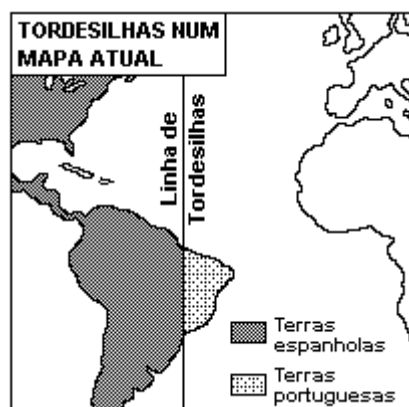 TORDESILHAS NUM
MAPA ATUAL
Linha de
Tordesilhas
Terras
espanholas
Terras
portuguesas